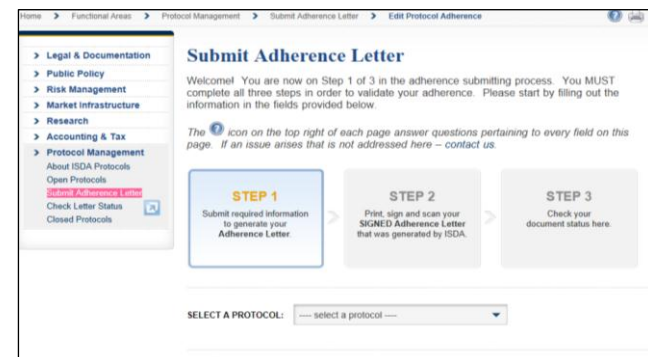 Home > Functional Areas > Protocol Management > Submit Adherence Letter > Edit Protocol Adherence
> Legal & Documentation
> Public Policy
> Risk Management
> Market Infrastructure
> Research
> Accounting & Tax
> Protocol Management
About ISDA Protocols
Open Protocols
Submit Adherence Letter
Check Letter Status
Closed Protocols
Submit Adherence Letter
Welcome! You are now on Step 1 of 3 in the adherence submitting process. You MUST
complete all three steps in order to validate your adherence. Please start by filling out the
information in the fields provided below.
The ? icon on the top right of each page answer questions pertaining to every field on this
page. If an issue arises that is not addressed here – contact us.
STEP 1
Submit required information
to generate your
Adherence Letter.
STEP 2
Print, sign and scan your
SIGNED Adherence Letter
that was generated by ISDA.
STEP 3
Check your
document status here.
SELECT A PROTOCOL: ---- select a protocol ----